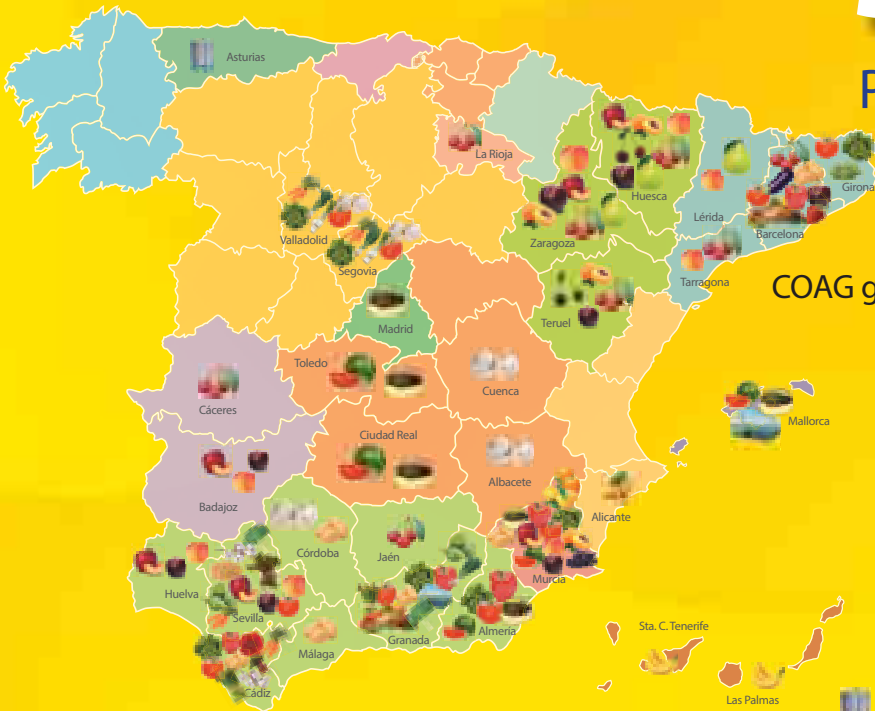 Asturias
P
La Rioja
Huesca
Girona
Lérida
Barcelona
Valladolid
Zaragoza
Segovia
Tarragona
COAG g
Madrid
Teruel
Toledo
Cuenca
Cáceres
Mallorca
Ciudad Real
Badajoz
Albacete
Alicante
Córdoba
Jaén
Huelva
Murcia
Sevilla
Málaga
Granada
Almería
Sta. C. Tenerife
Cádiz
Las Palmas